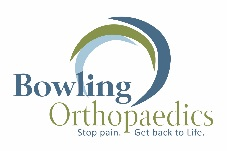 Bowling
Orthopaedics
Stop pain. Get back to Life.